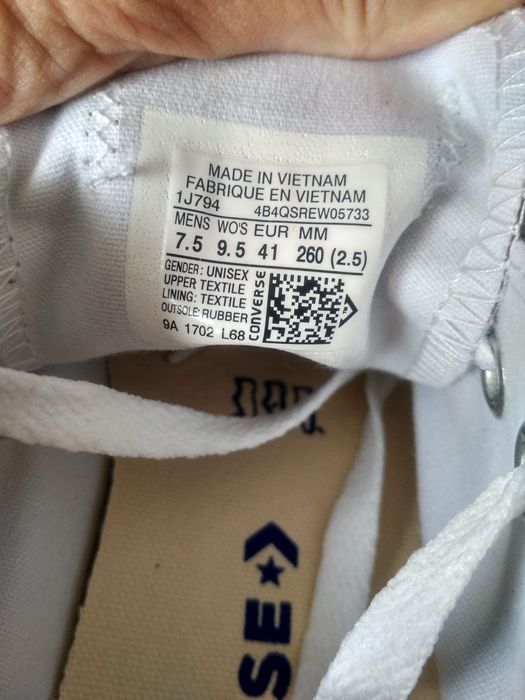 MADE IN VIETNAM
FABRIQUE EN VIETNAM
1J794 4B4QSREW05733
MENS WO'S EUR MM
7.5 9.5 41 260 (2.5)
GENDER: UNISEX
UPPER TEXTILE
LINING: TEXTILE
OUTSOLE: RUBBER
9A 1702 L68
CONVERSE
SE